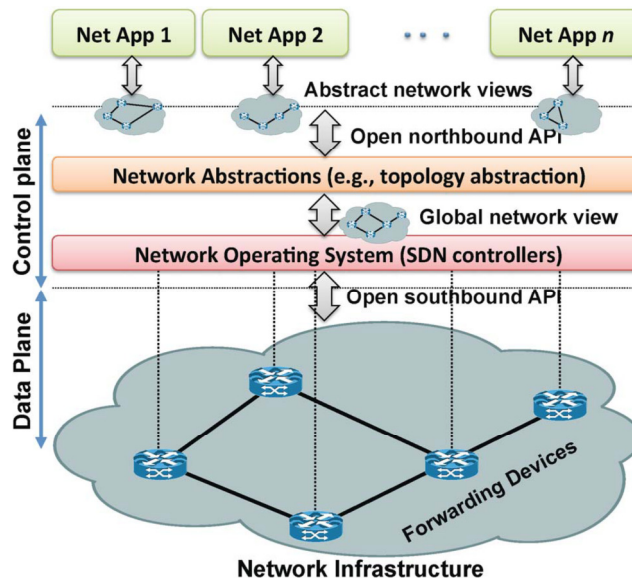 Net App 1
Net App 2
Net App n
Abstract network views
Open northbound API
Network Abstractions (e.g., topology abstraction)
Global network view
Network Operating System (SDN controllers)
Open southbound API
Control plane
Data Plane
Forwarding Devices
Network Infrastructure